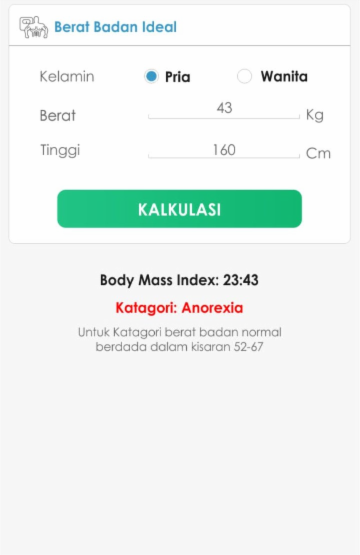 Berat Badan Ideal
Kelamin Pria Wanita
Berat 43 Kg
Tinggi 160 Cm
KALKULASI
Body Mass Index: 23:43
Katagori: Anorexia
Untuk Katagori berat badan normal
berdada dalam kisaran 52-67